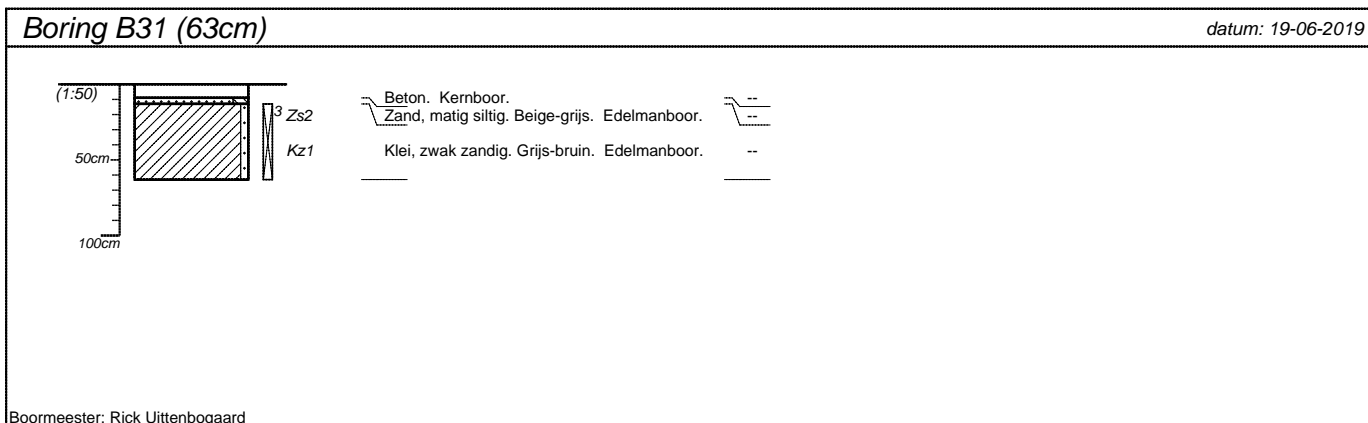 Boring B31 (63cm)
datum: 19-06-2019
(1:50)
Beton. Kernboor.
--
3
Zs2
Zand, matig siltig. Beige-grijs. Edelmanboor.
--
50cm
Kz1
Klei, zwak zandig. Grijs-bruin. Edelmanboor.
--
100cm
Boormeester: Rick Uittenbogaard